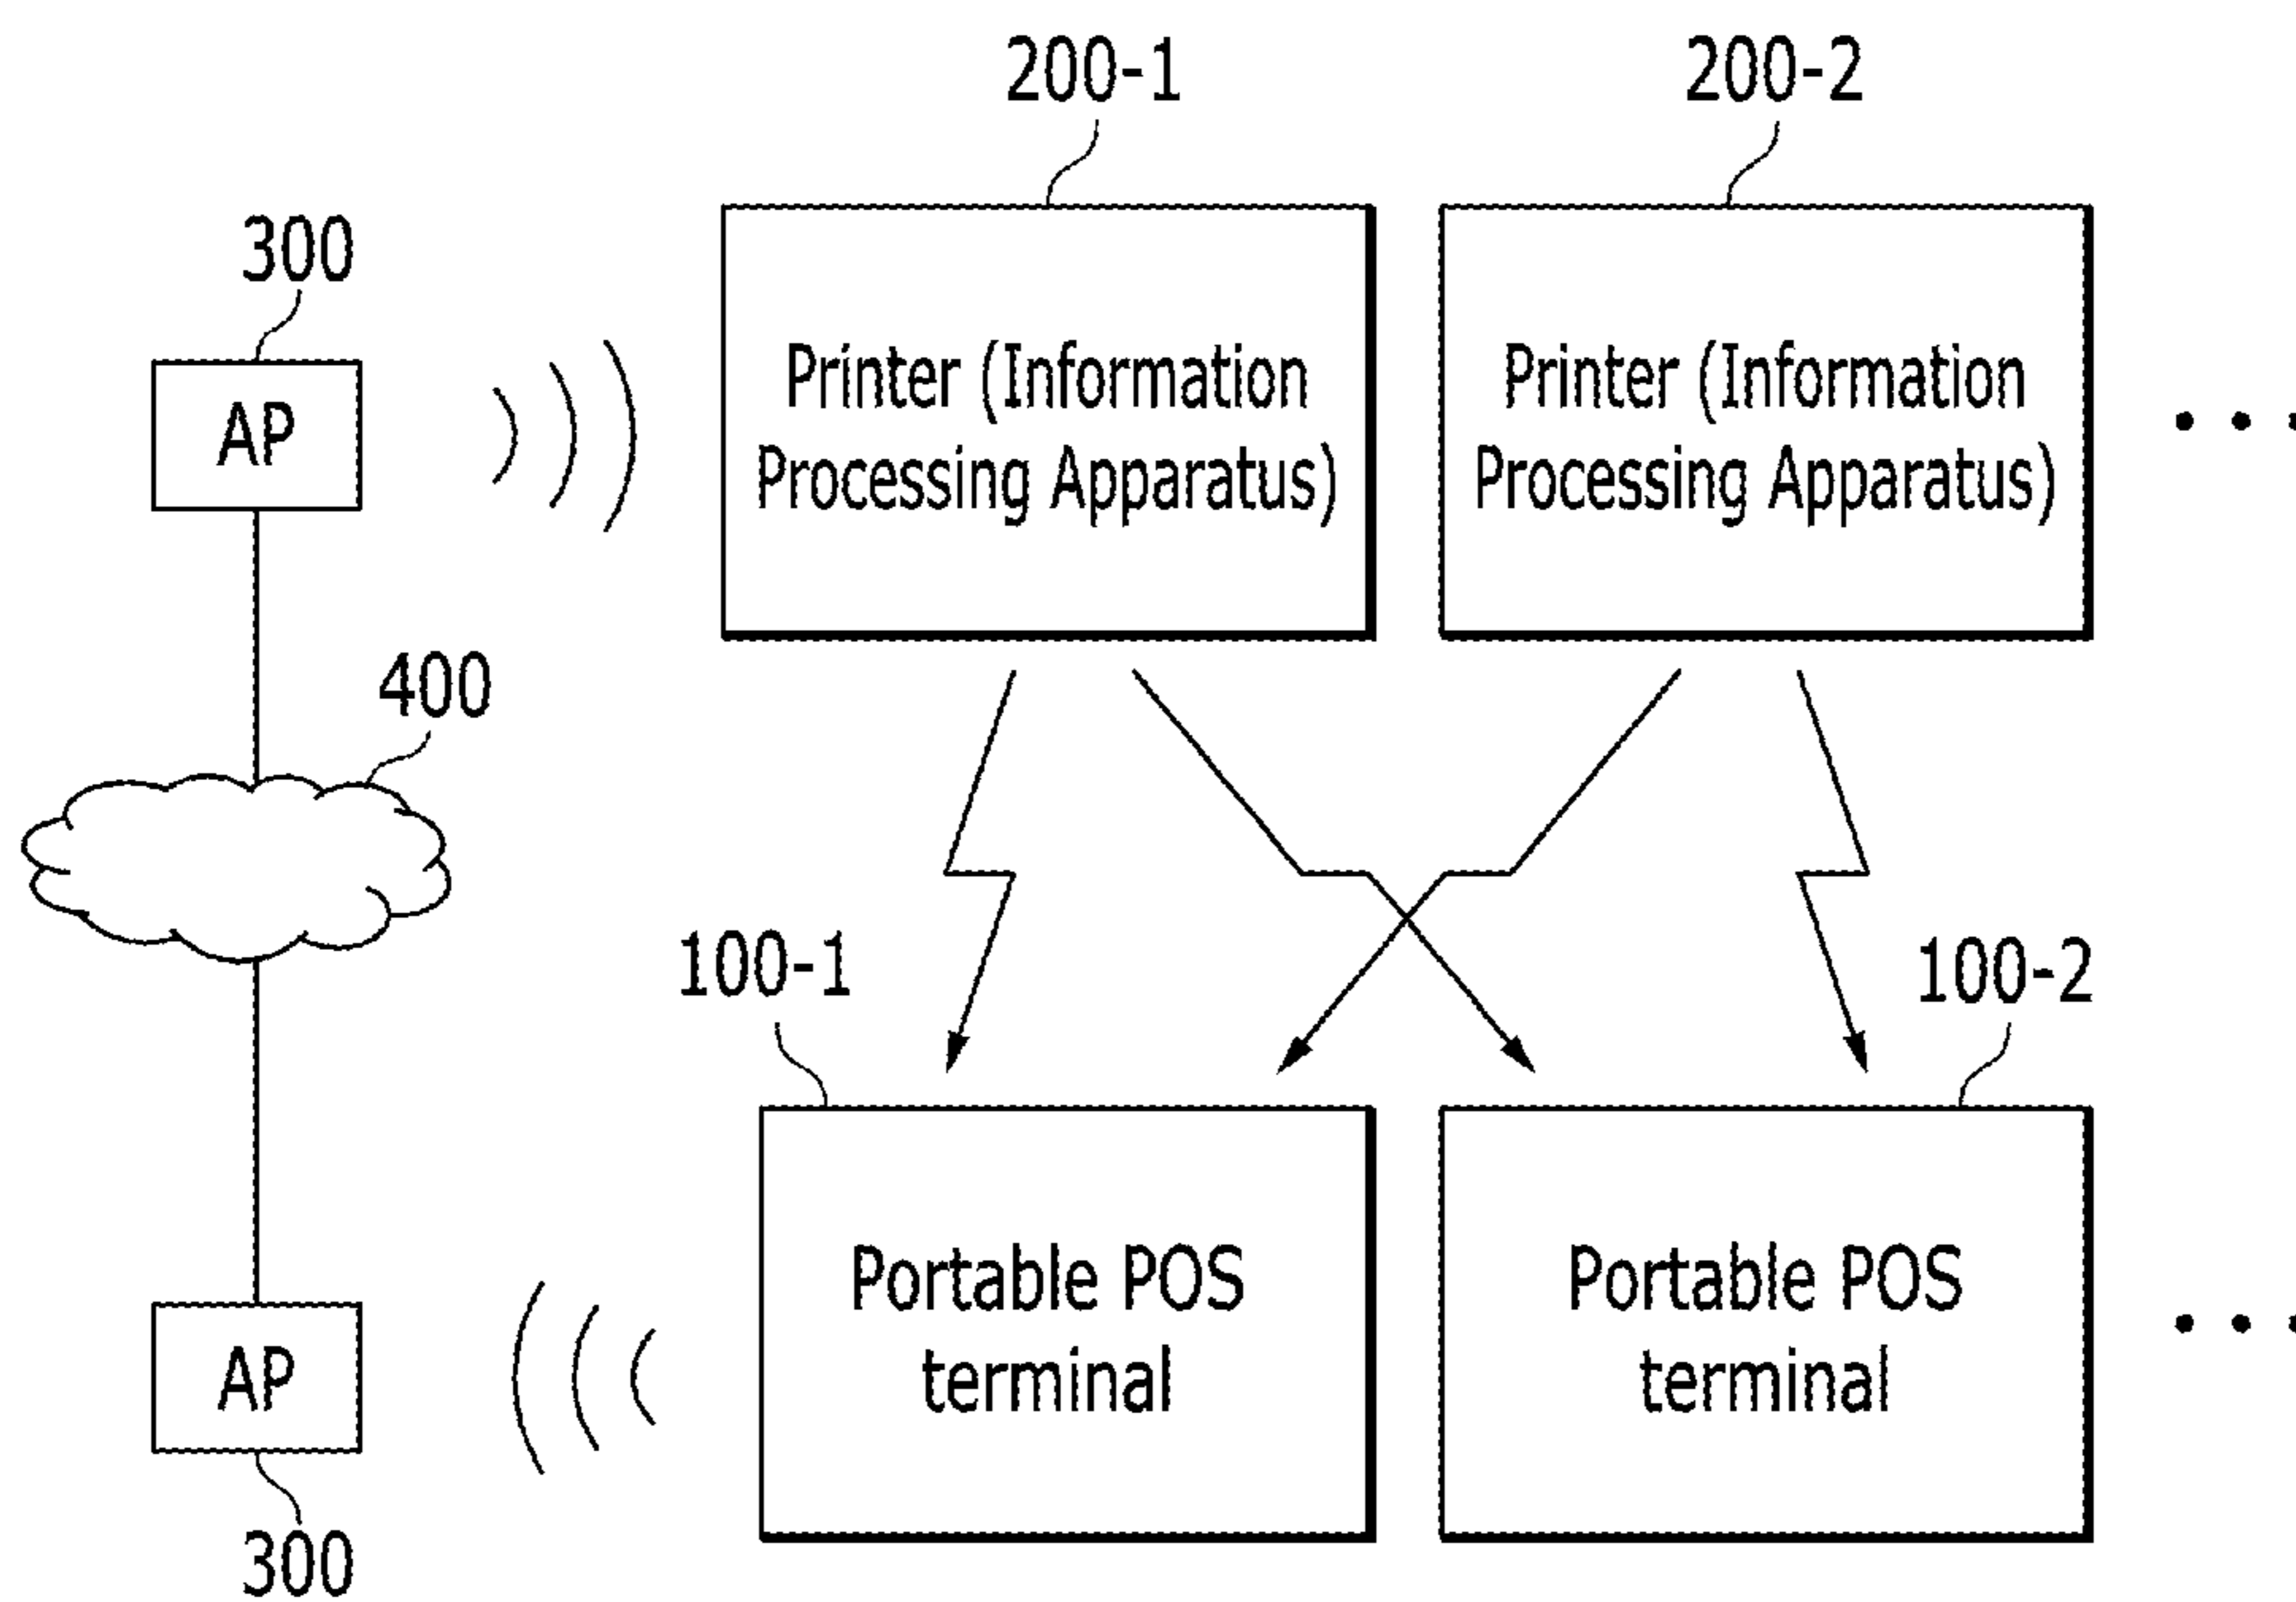 200-1
200-2
300
AP
Printer (Information
Processing Apparatus)
Printer (Information
Processing Apparatus)
400
100-1
100-2
Portable POS
terminal
Portable POS
terminal
AP
300